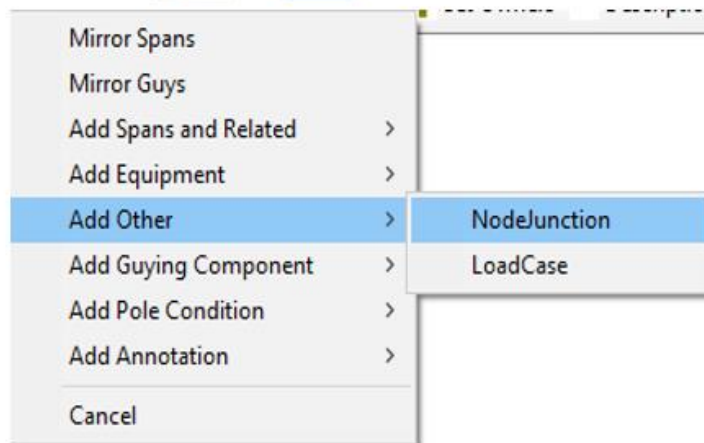 Mirror Spans
Mirror Guys
Add Spans and Related
Add Equipment
Add Other
NodeJunction
LoadCase
Add Guying Component
Add Pole Condition
Add Annotation
Cancel